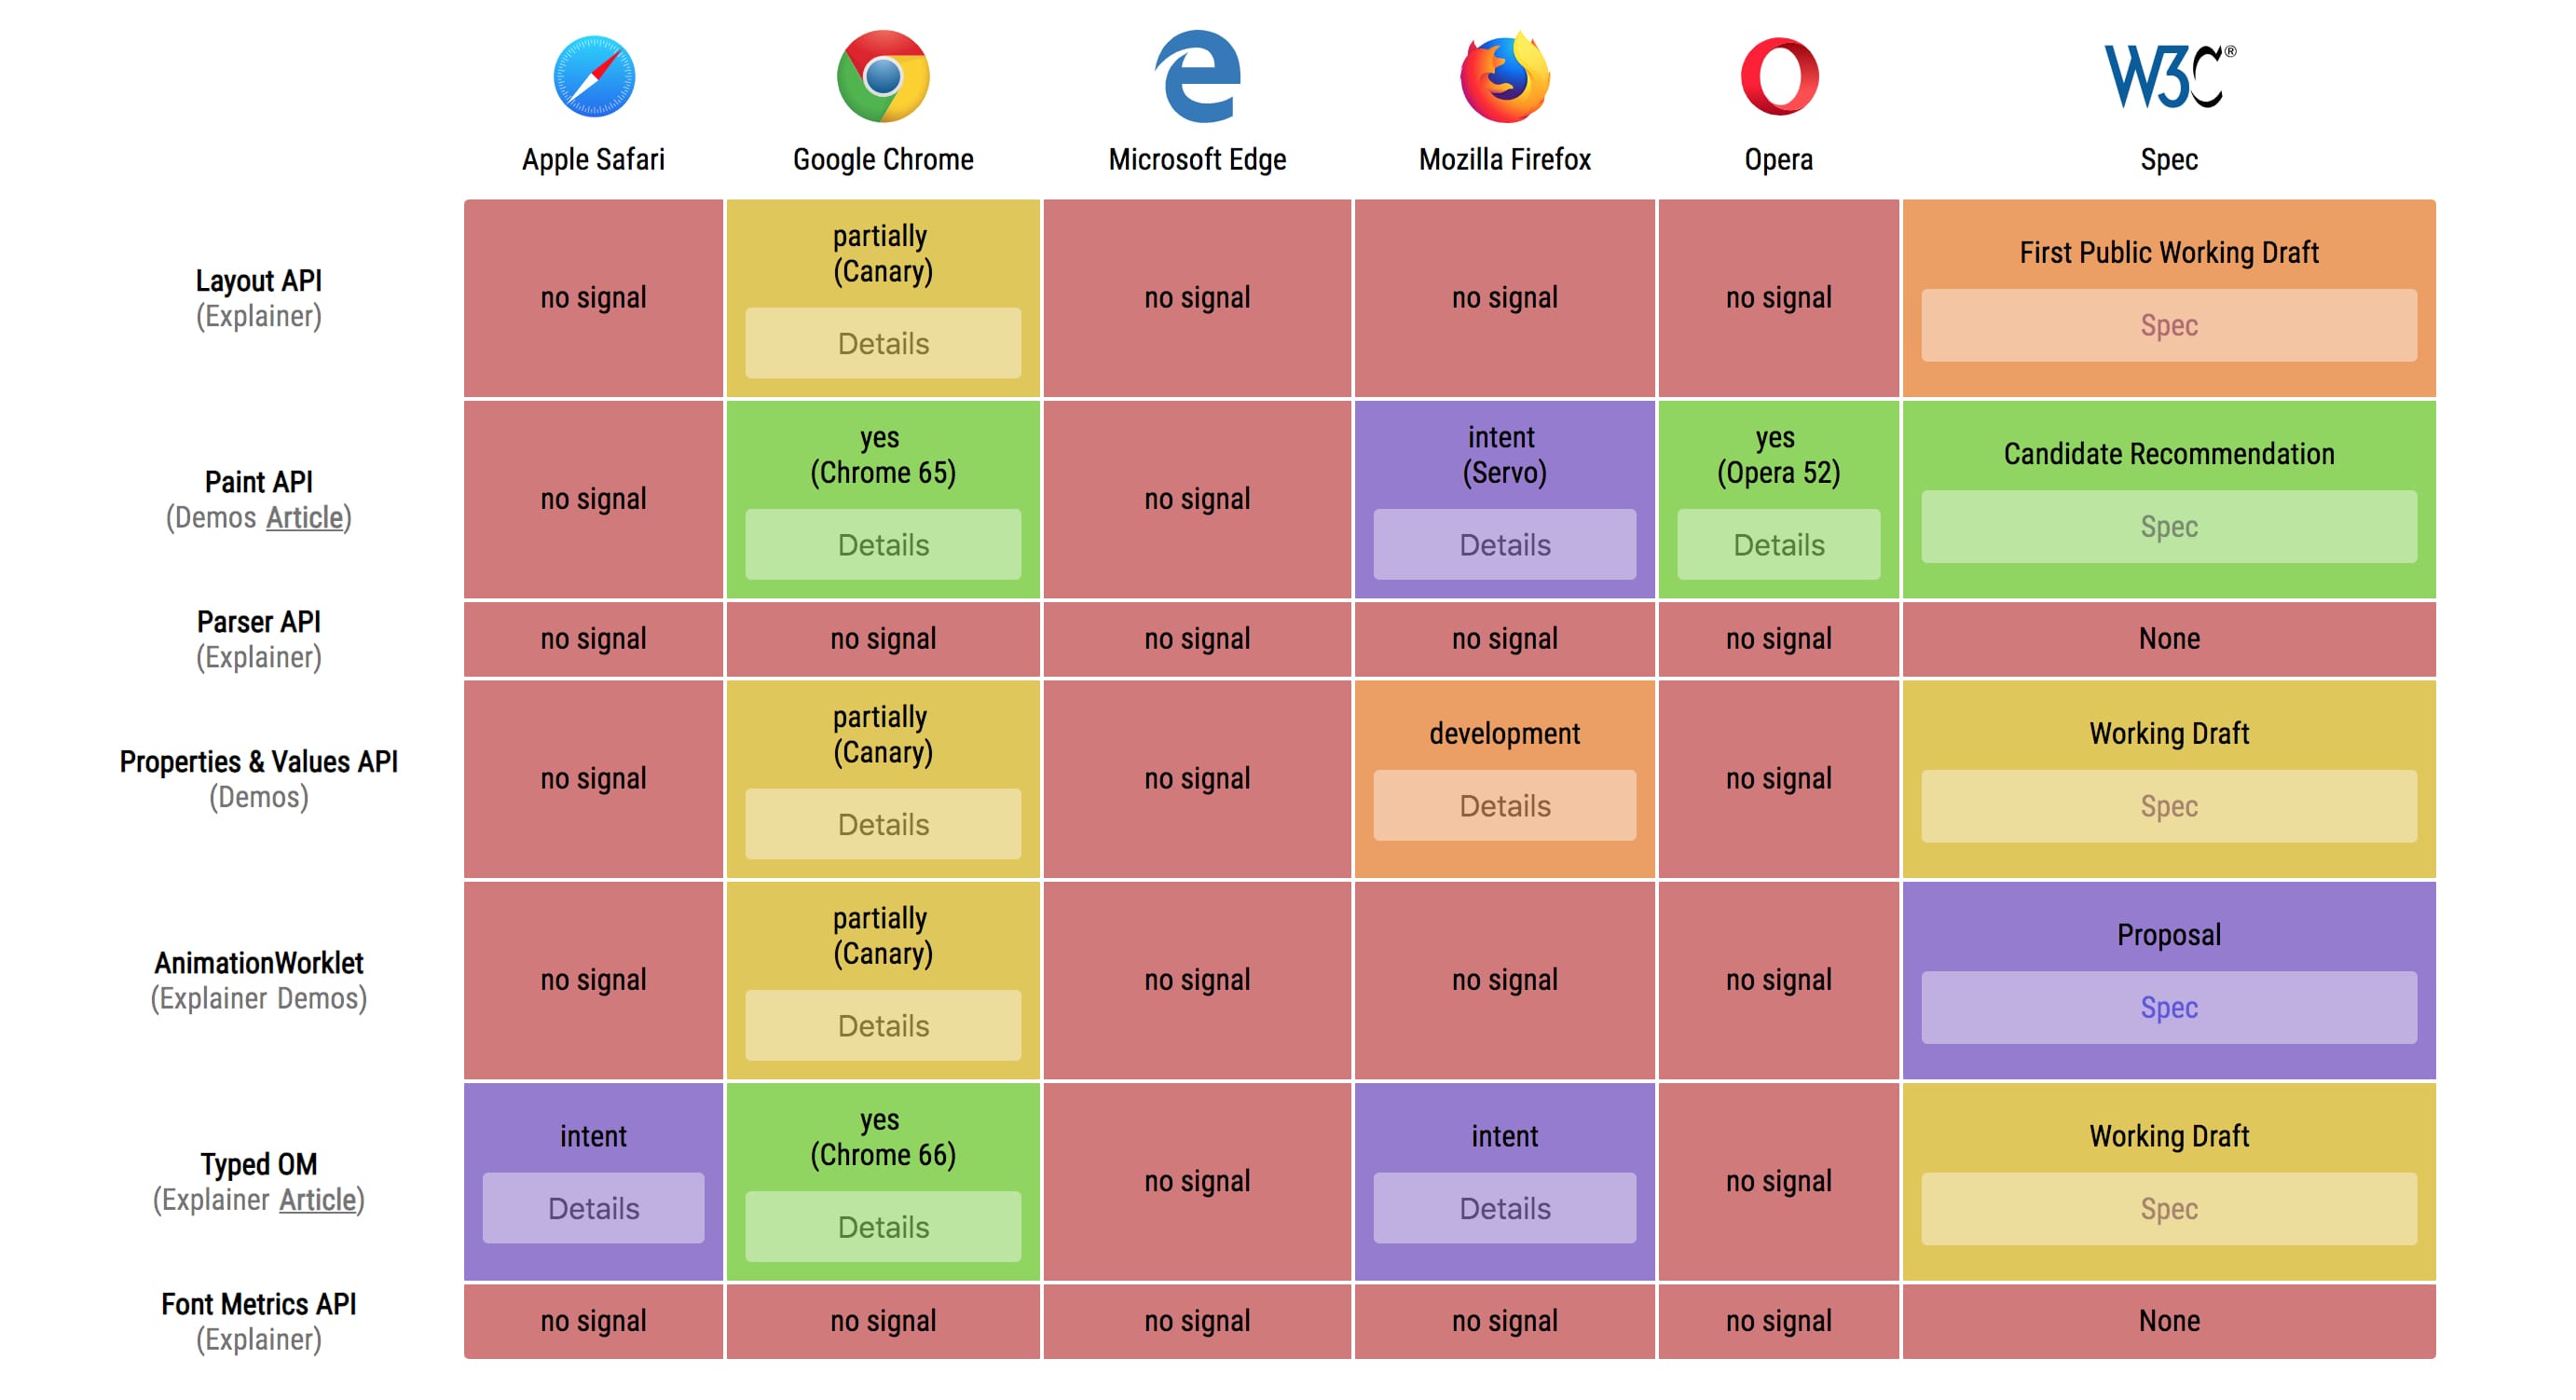 W3C®
Apple Safari
Google Chrome
Microsoft Edge
Mozilla Firefox
Opera
Spec
Layout API
(Explainer)
no signal
partially
(Canary)
Details
no signal
no signal
no signal
First Public Working Draft
Spec
Paint API
(Demos Article)
no signal
yes
(Chrome 65)
Details
no signal
intent
(Servo)
Details
yes
(Opera 52)
Details
Candidate Recommendation
Spec
Parser API
(Explainer)
no signal
no signal
no signal
no signal
no signal
None
Properties & Values API
(Demos)
no signal
partially
(Canary)
Details
no signal
development
Details
no signal
Working Draft
Spec
AnimationWorklet
(Explainer Demos)
no signal
partially
(Canary)
Details
no signal
no signal
no signal
Proposal
Spec
Typed OM
(Explainer Article)
intent
Details
yes
(Chrome 66)
Details
no signal
intent
Details
no signal
Working Draft
Spec
Font Metrics API
(Explainer)
no signal
no signal
no signal
no signal
no signal
None